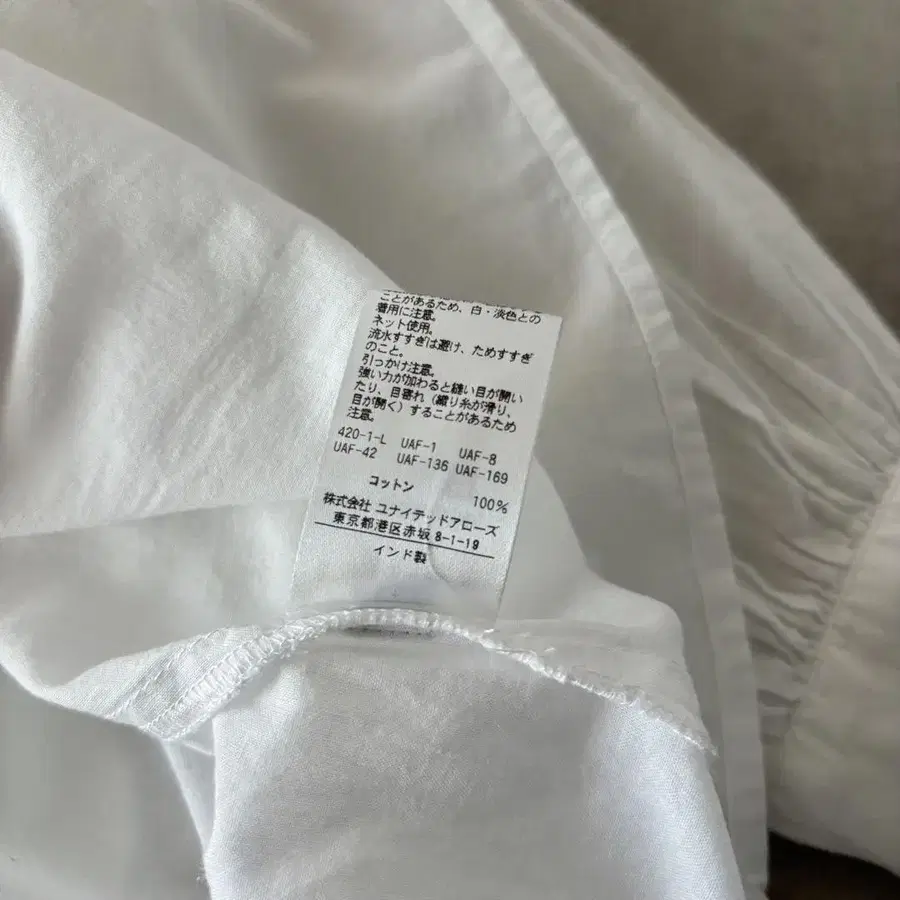 ことがあるため、白・淡色との
着用に注意。
ネット使用。
流水すすぎは避け、ためすすぎ
のこと。
引っかけ注意。
強い力が加わると縫い目が開い
たり、目寄れ（織り糸が滑り、
目が開く）することがあるため
注意。
420-1-L UAF-1 UAF-8
UAF-42 UAF-136 UAF-169
コットン 100%
株式会社 ユナイテッドアローズ
東京都港区赤坂 8-1-19
インド製